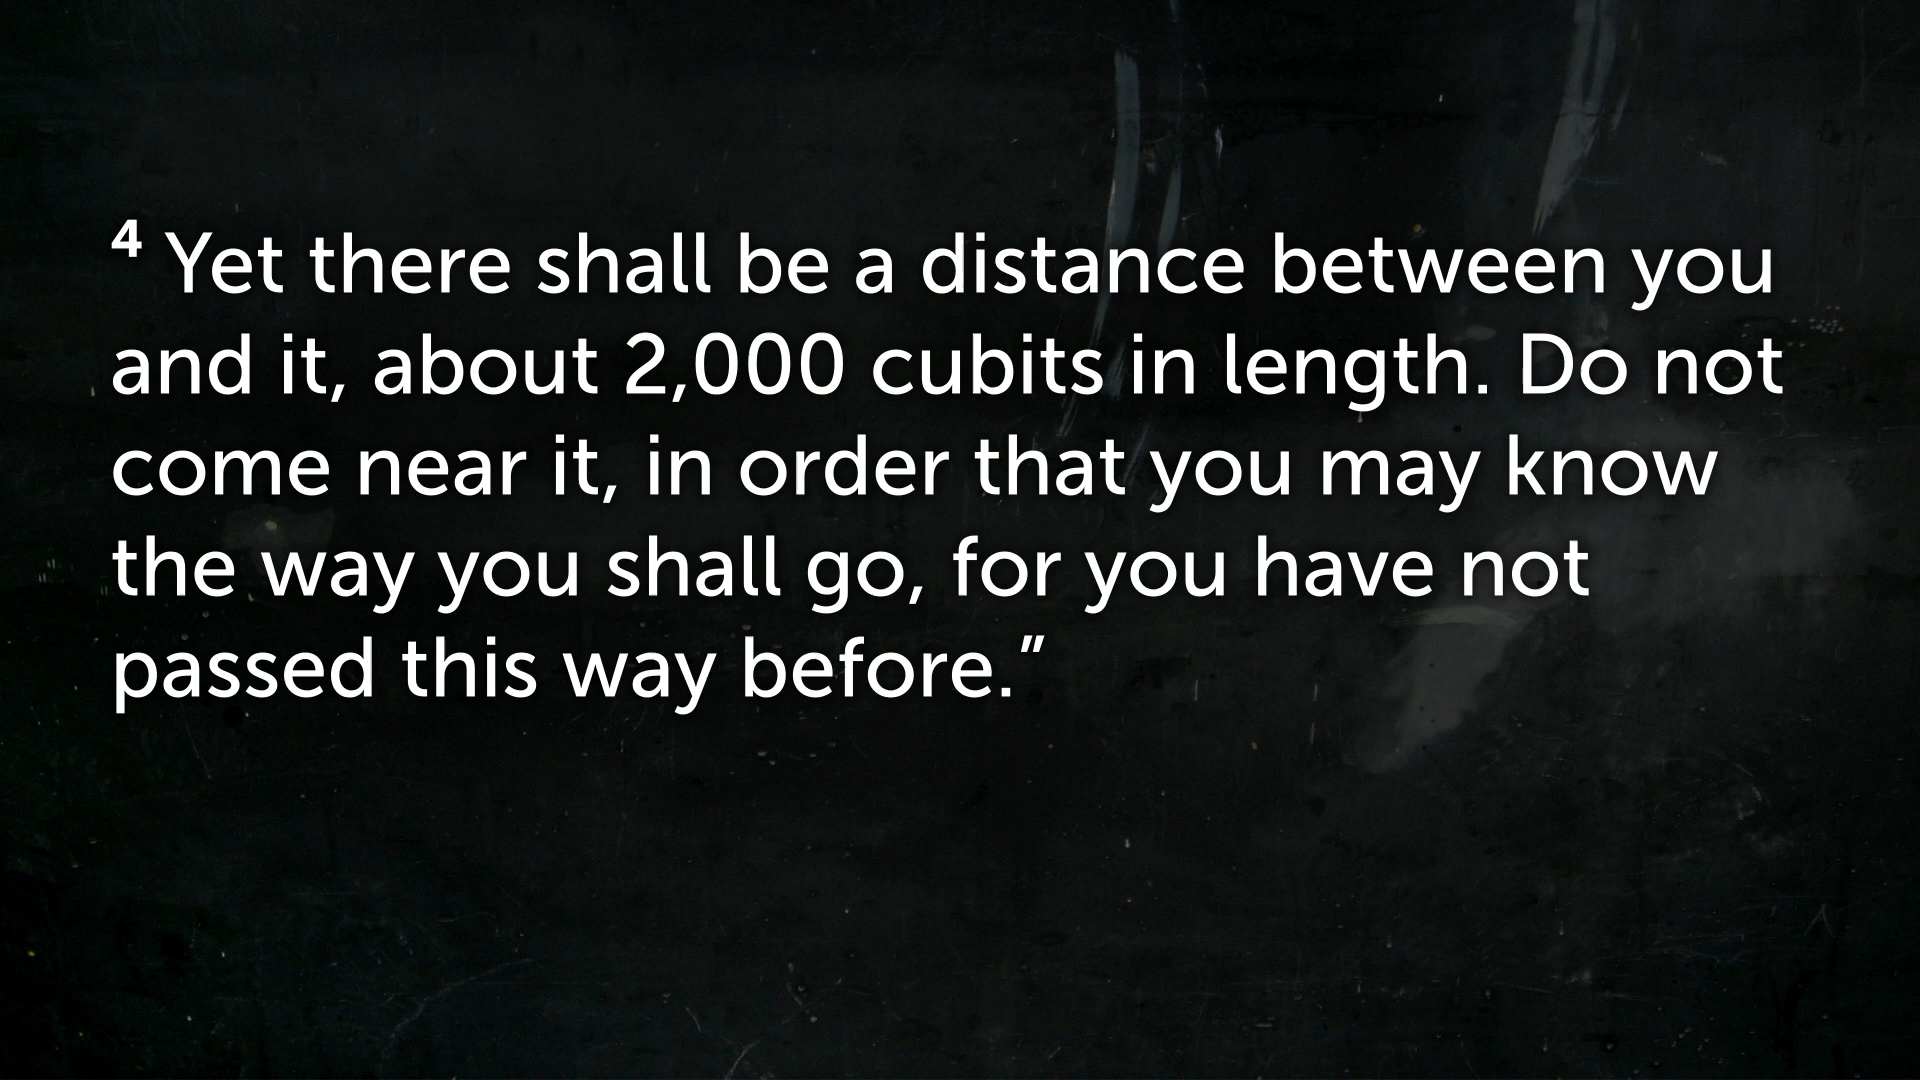 ⁴ Yet there shall be a distance between you
and it, about 2,000 cubits in length. Do not
come near it, in order that you may know
the way you shall go, for you have not
passed this way before.”